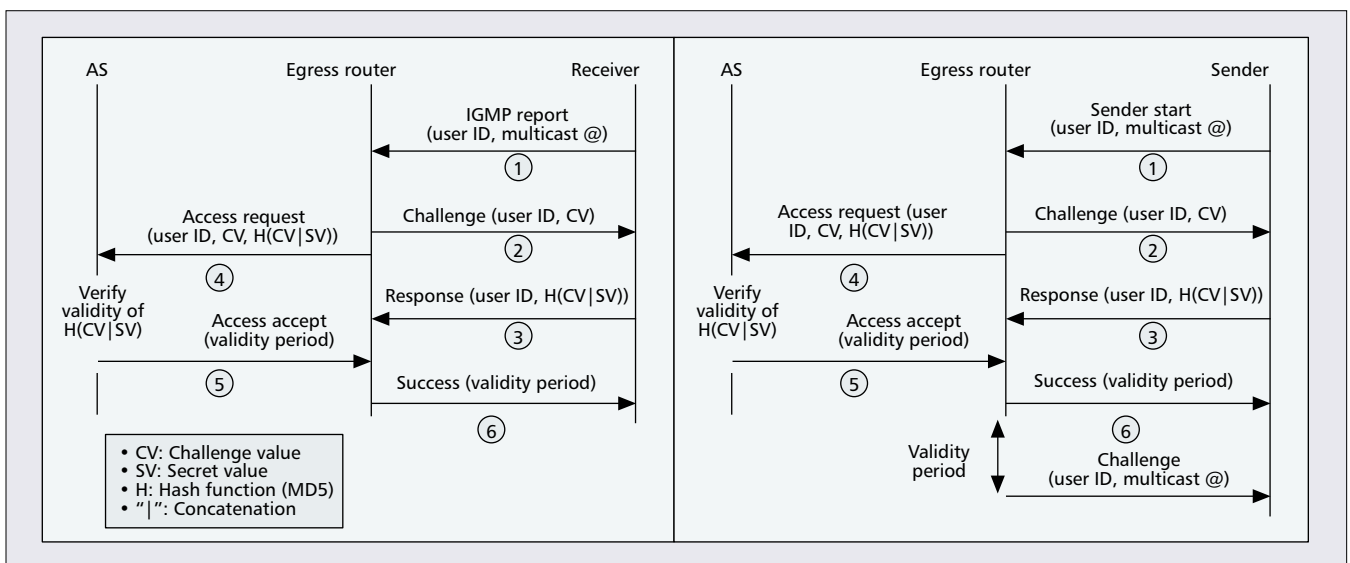 AS
Egress router
Receiver
IGMP report
(user ID, multicast @)
1
Access request
(user ID, CV, H(CV|SV))
4
Challenge (user ID, CV)
2
Verify
validity of
H(CV|SV)
Response (user ID, H(CV|SV))
3
Access accept
(validity period)
5
Success (validity period)
6
• CV: Challenge value
• SV: Secret value
• H: Hash function (MD5)
• “|”: Concatenation
AS
Egress router
Sender
Sender start
(user ID, multicast @)
1
Access request (user
ID, CV, H(CV|SV))
4
Challenge (user ID, CV)
2
Verify
validity of
H(CV|SV)
Response (user ID, H(CV|SV))
3
Access accept
(validity period)
5
Success (validity period)
6
Validity
period
Challenge
(user ID, multicast @)